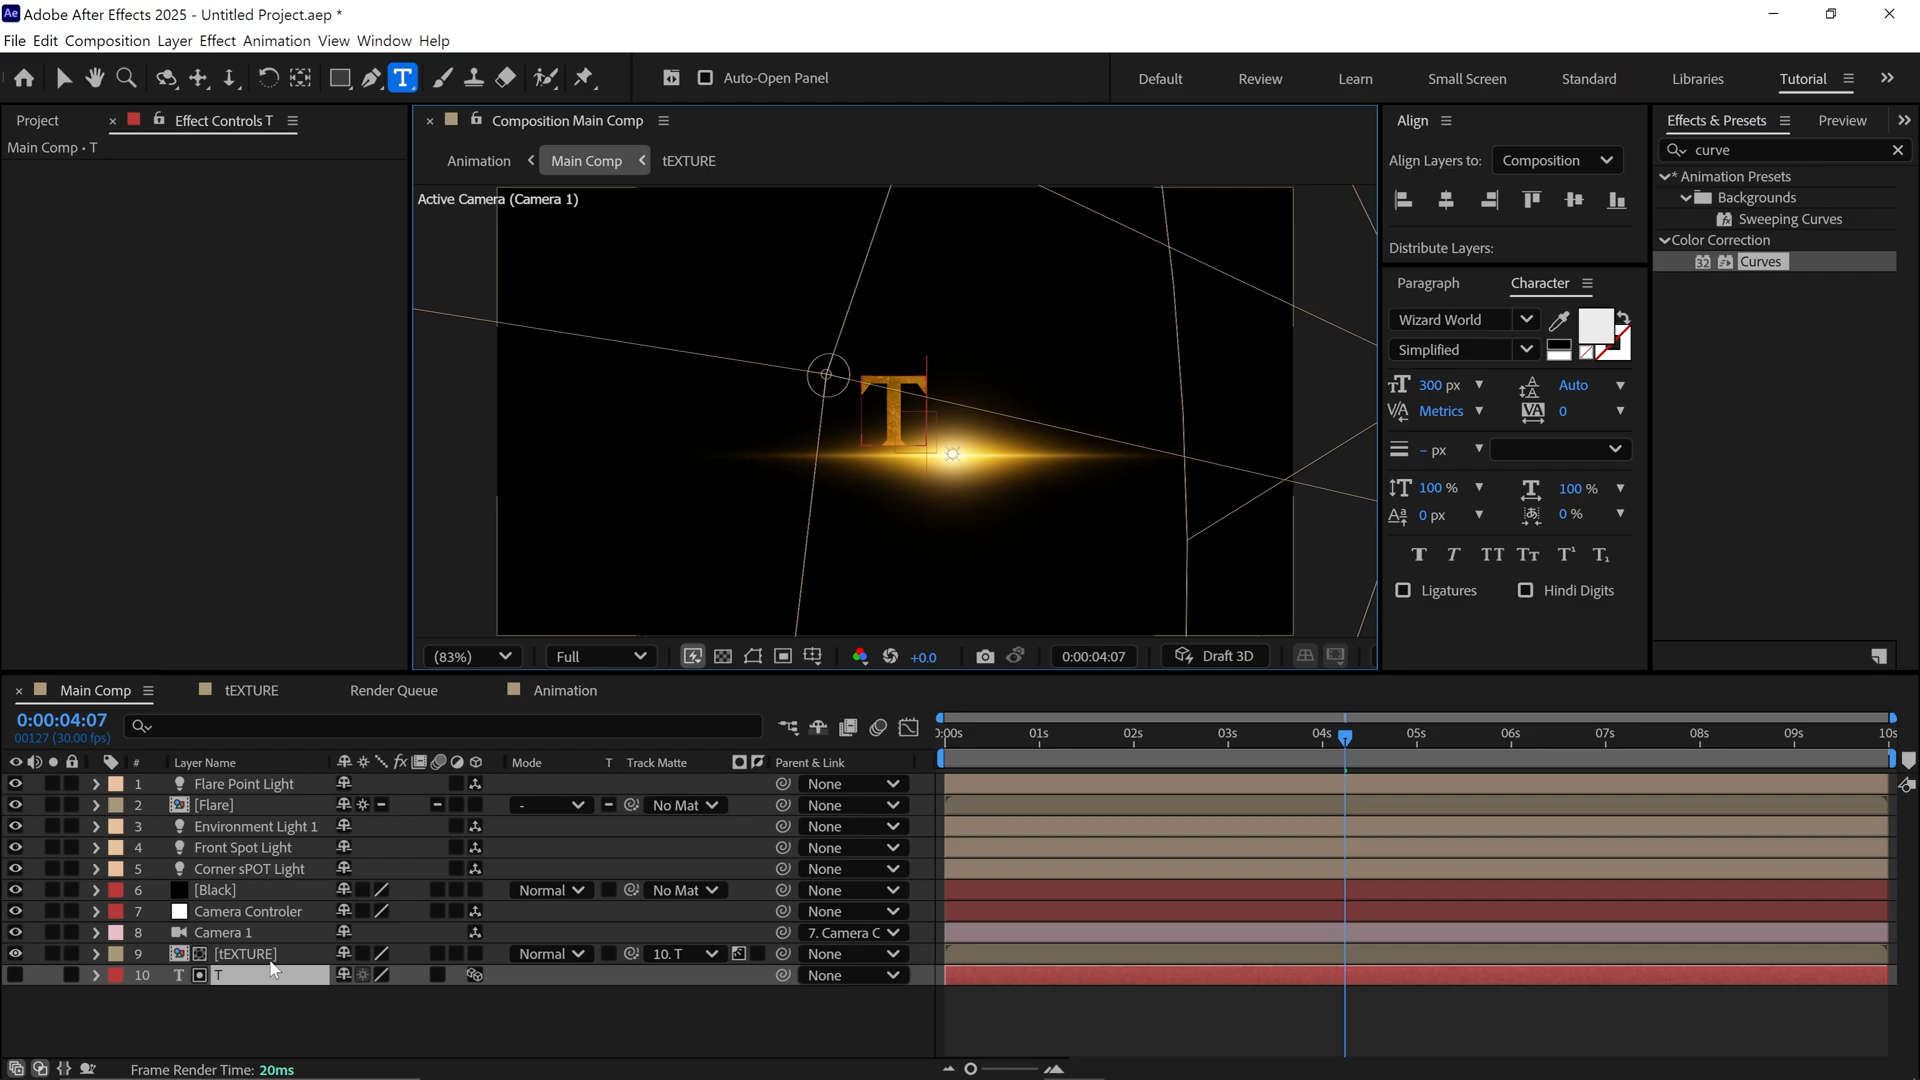 Ae Adobe After Effects 2025 - Untitled Project.aep *
File Edit Composition Layer Effect Animation View Window Help
Auto-Open Panel
Default Review Learn Small Screen Standard Libraries Tutorial
Project × Effect Controls T
Main Comp • T
× Composition Main Comp
Animation Main Comp tEXTURE
Active Camera (Camera 1)
T
(83%) Full +0.0 0:00:04:07 Draft 3D
Align
Align Layers to: Composition
Distribute Layers:
Paragraph Character
Wizard World
Simplified
300 px Auto
Metrics 0
– px
100 % 100 %
0 px 0 %
Ligatures Hindi Digits
Effects & Presets Preview
curve
* Animation Presets
Backgrounds
Sweeping Curves
Color Correction
32 Curves
× Main Comp tEXTURE Render Queue Animation
0:00:04:07
00127 (30.00 fps)
# Layer Name fx Mode T Track Matte Parent & Link
1 Flare Point Light None
2 [Flare] - No Mat None
3 Environment Light 1 None
4 Front Spot Light None
5 Corner sPOT Light None
6 [Black] Normal No Mat None
7 Camera Controler None
8 Camera 1 7. Camera C
9 [tEXTURE] Normal 10. T None
10 T None
0:00s 01s 02s 03s 04s 05s 06s 07s 08s 09s 10s
Frame Render Time: 20ms